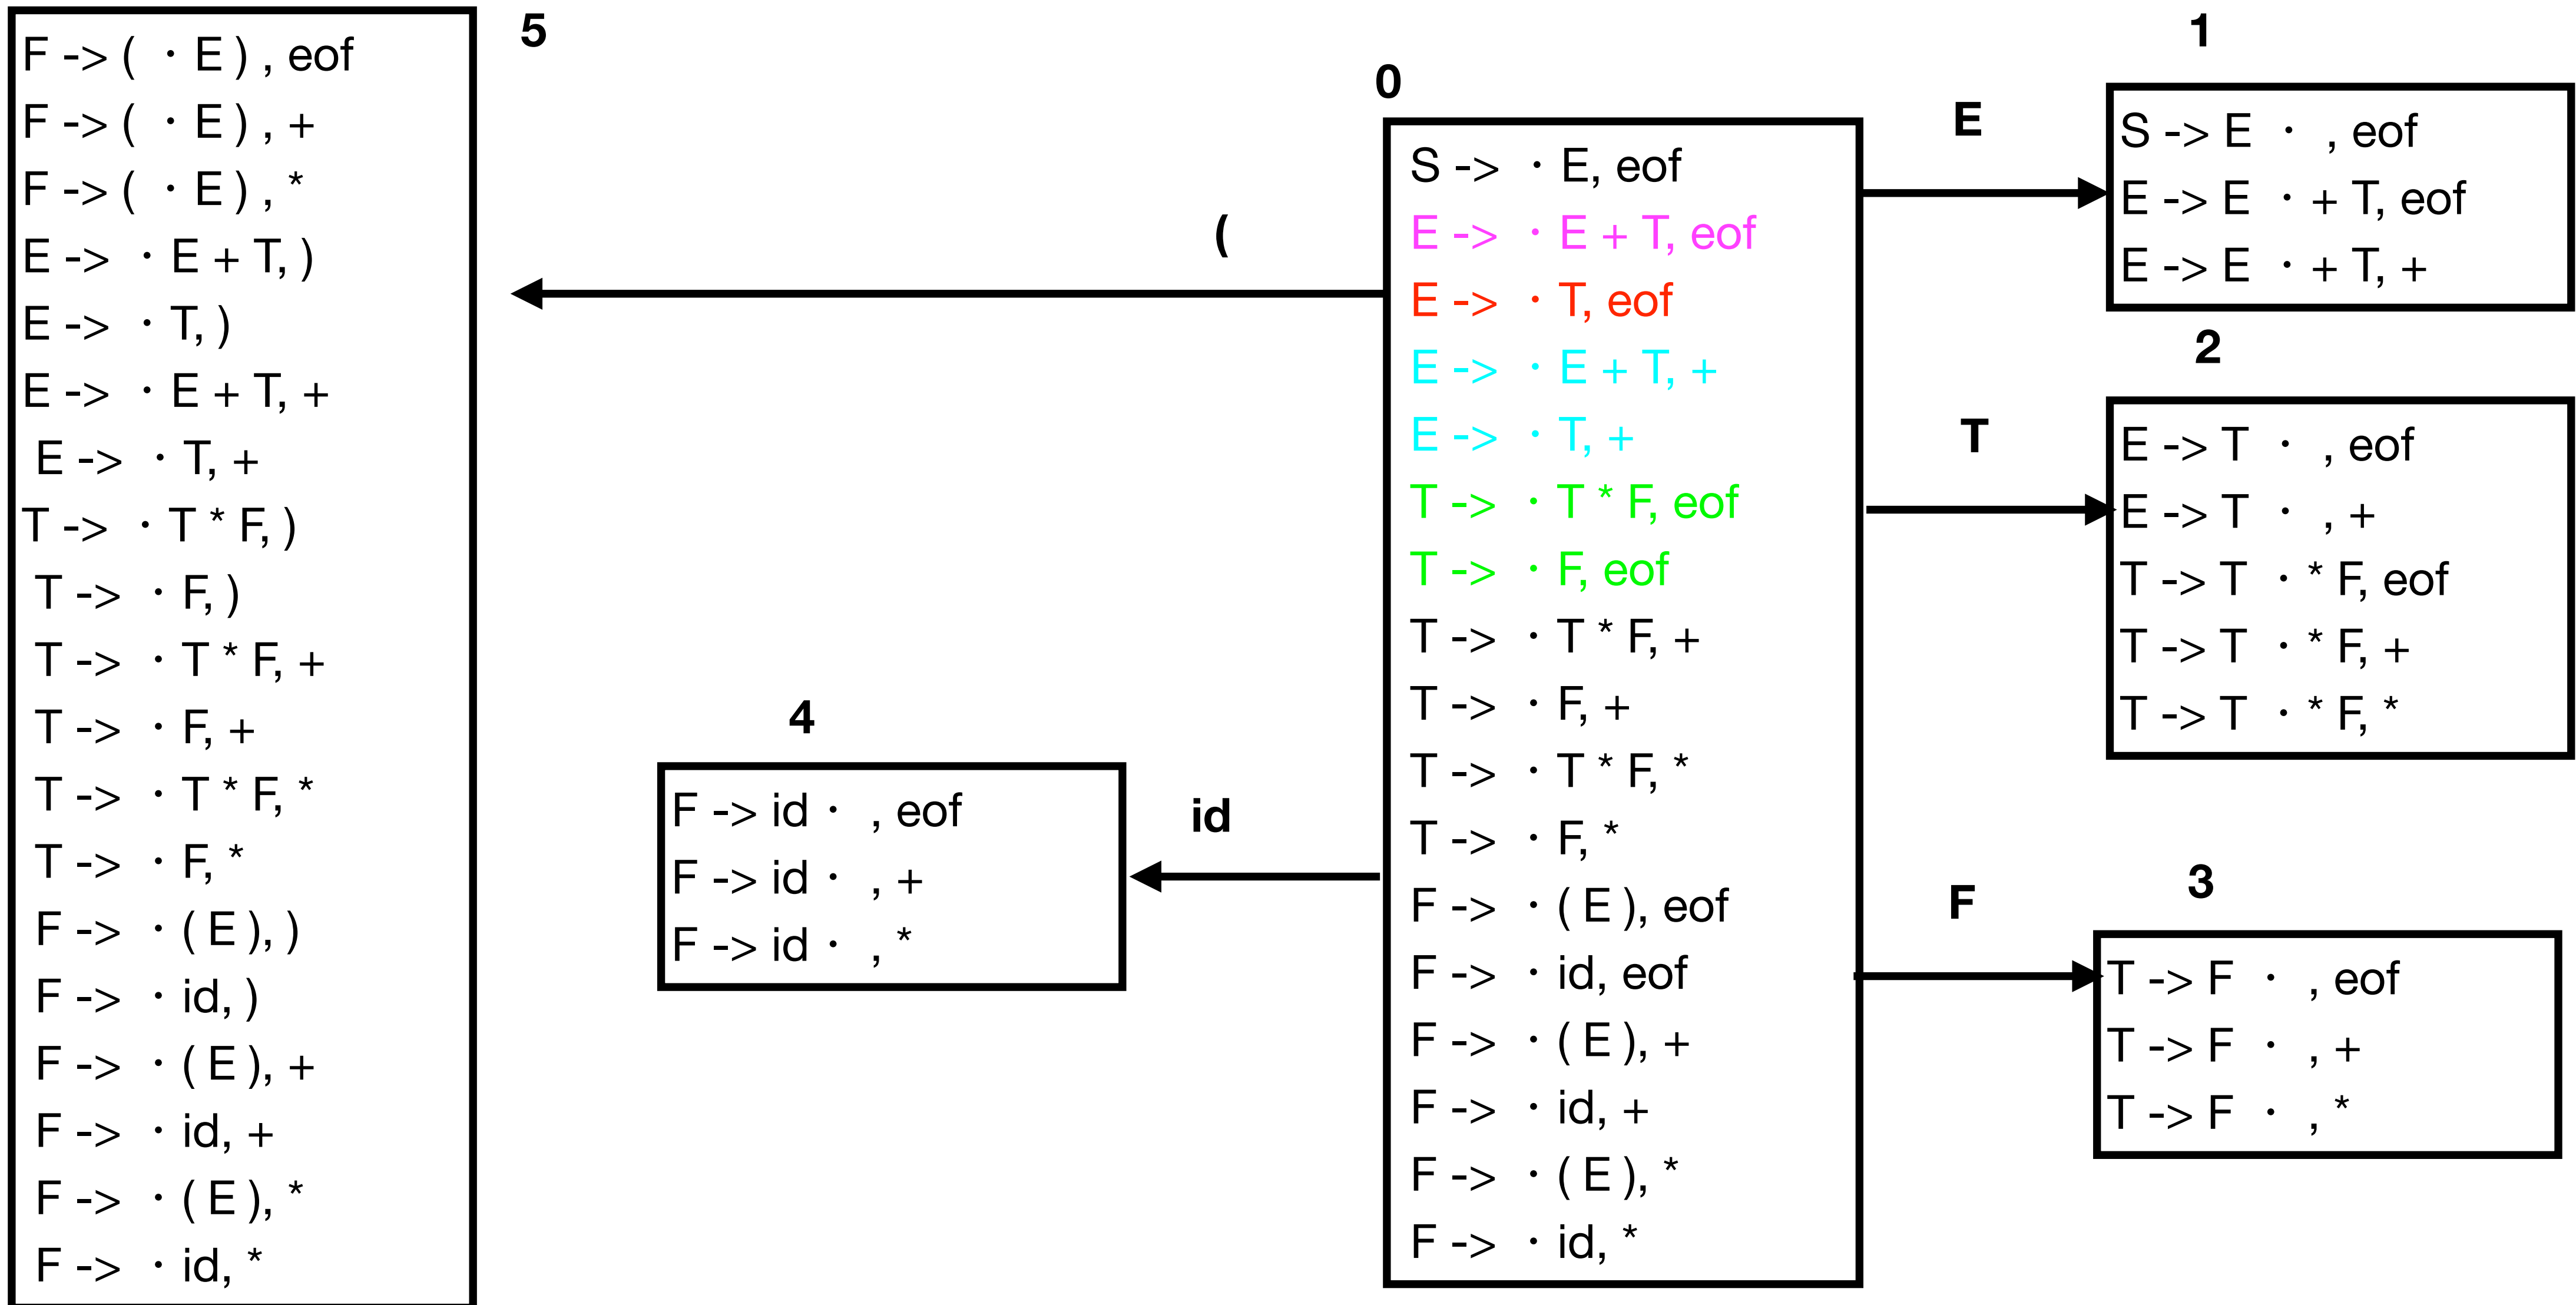 5
F -> ( · E ) , eof
F -> ( · E ) , +
F -> ( · E ) , *
E -> · E + T, )
E -> · T, )
E -> · E + T, +
E -> · T, +
T -> · T * F, )
T -> · F, )
T -> · T * F, +
T -> · F, +
T -> · T * F, *
T -> · F, *
F -> · ( E ), )
F -> · id, )
F -> · ( E ), +
F -> · id, +
F -> · ( E ), *
F -> · id, *
(
4
F -> id · , eof
F -> id · , +
F -> id · , *
id
0
S -> · E, eof
E -> · E + T, eof
E -> · T, eof
E -> · E + T, +
E -> · T, +
T -> · T * F, eof
T -> · F, eof
T -> · T * F, +
T -> · F, +
T -> · T * F, *
T -> · F, *
F -> · ( E ), eof
F -> · id, eof
F -> · ( E ), +
F -> · id, +
F -> · ( E ), *
F -> · id, *
E
1
S -> E · , eof
E -> E · + T, eof
E -> E · + T, +
T
2
E -> T · , eof
E -> T · , +
T -> T · * F, eof
T -> T · * F, +
T -> T · * F, *
F
3
T -> F · , eof
T -> F · , +
T -> F · , *